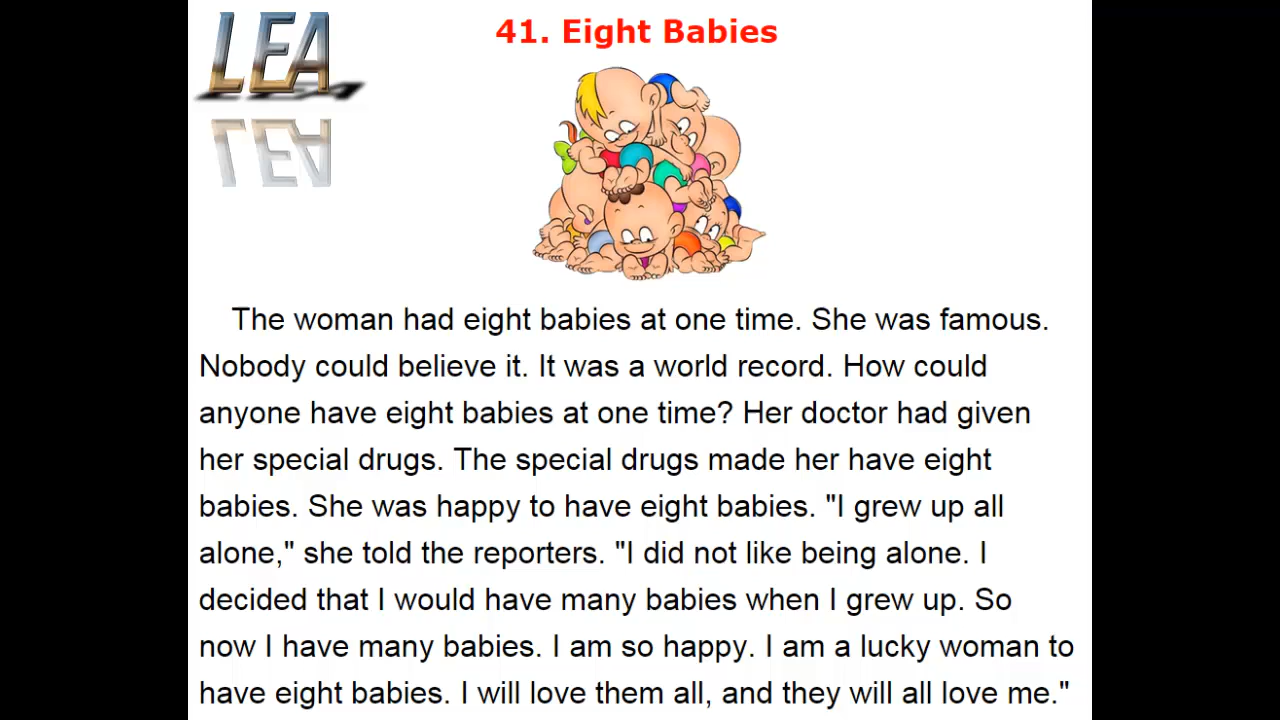 LEA
41. Eight Babies
The woman had eight babies at one time. She was famous.
Nobody could believe it. It was a world record. How could
anyone have eight babies at one time? Her doctor had given
her special drugs. The special drugs made her have eight
babies. She was happy to have eight babies. "I grew up all
alone," she told the reporters. "I did not like being alone. I
decided that I would have many babies when I grew up. So
now I have many babies. I am so happy. I am a lucky woman to
have eight babies. I will love them all, and they will all love me."